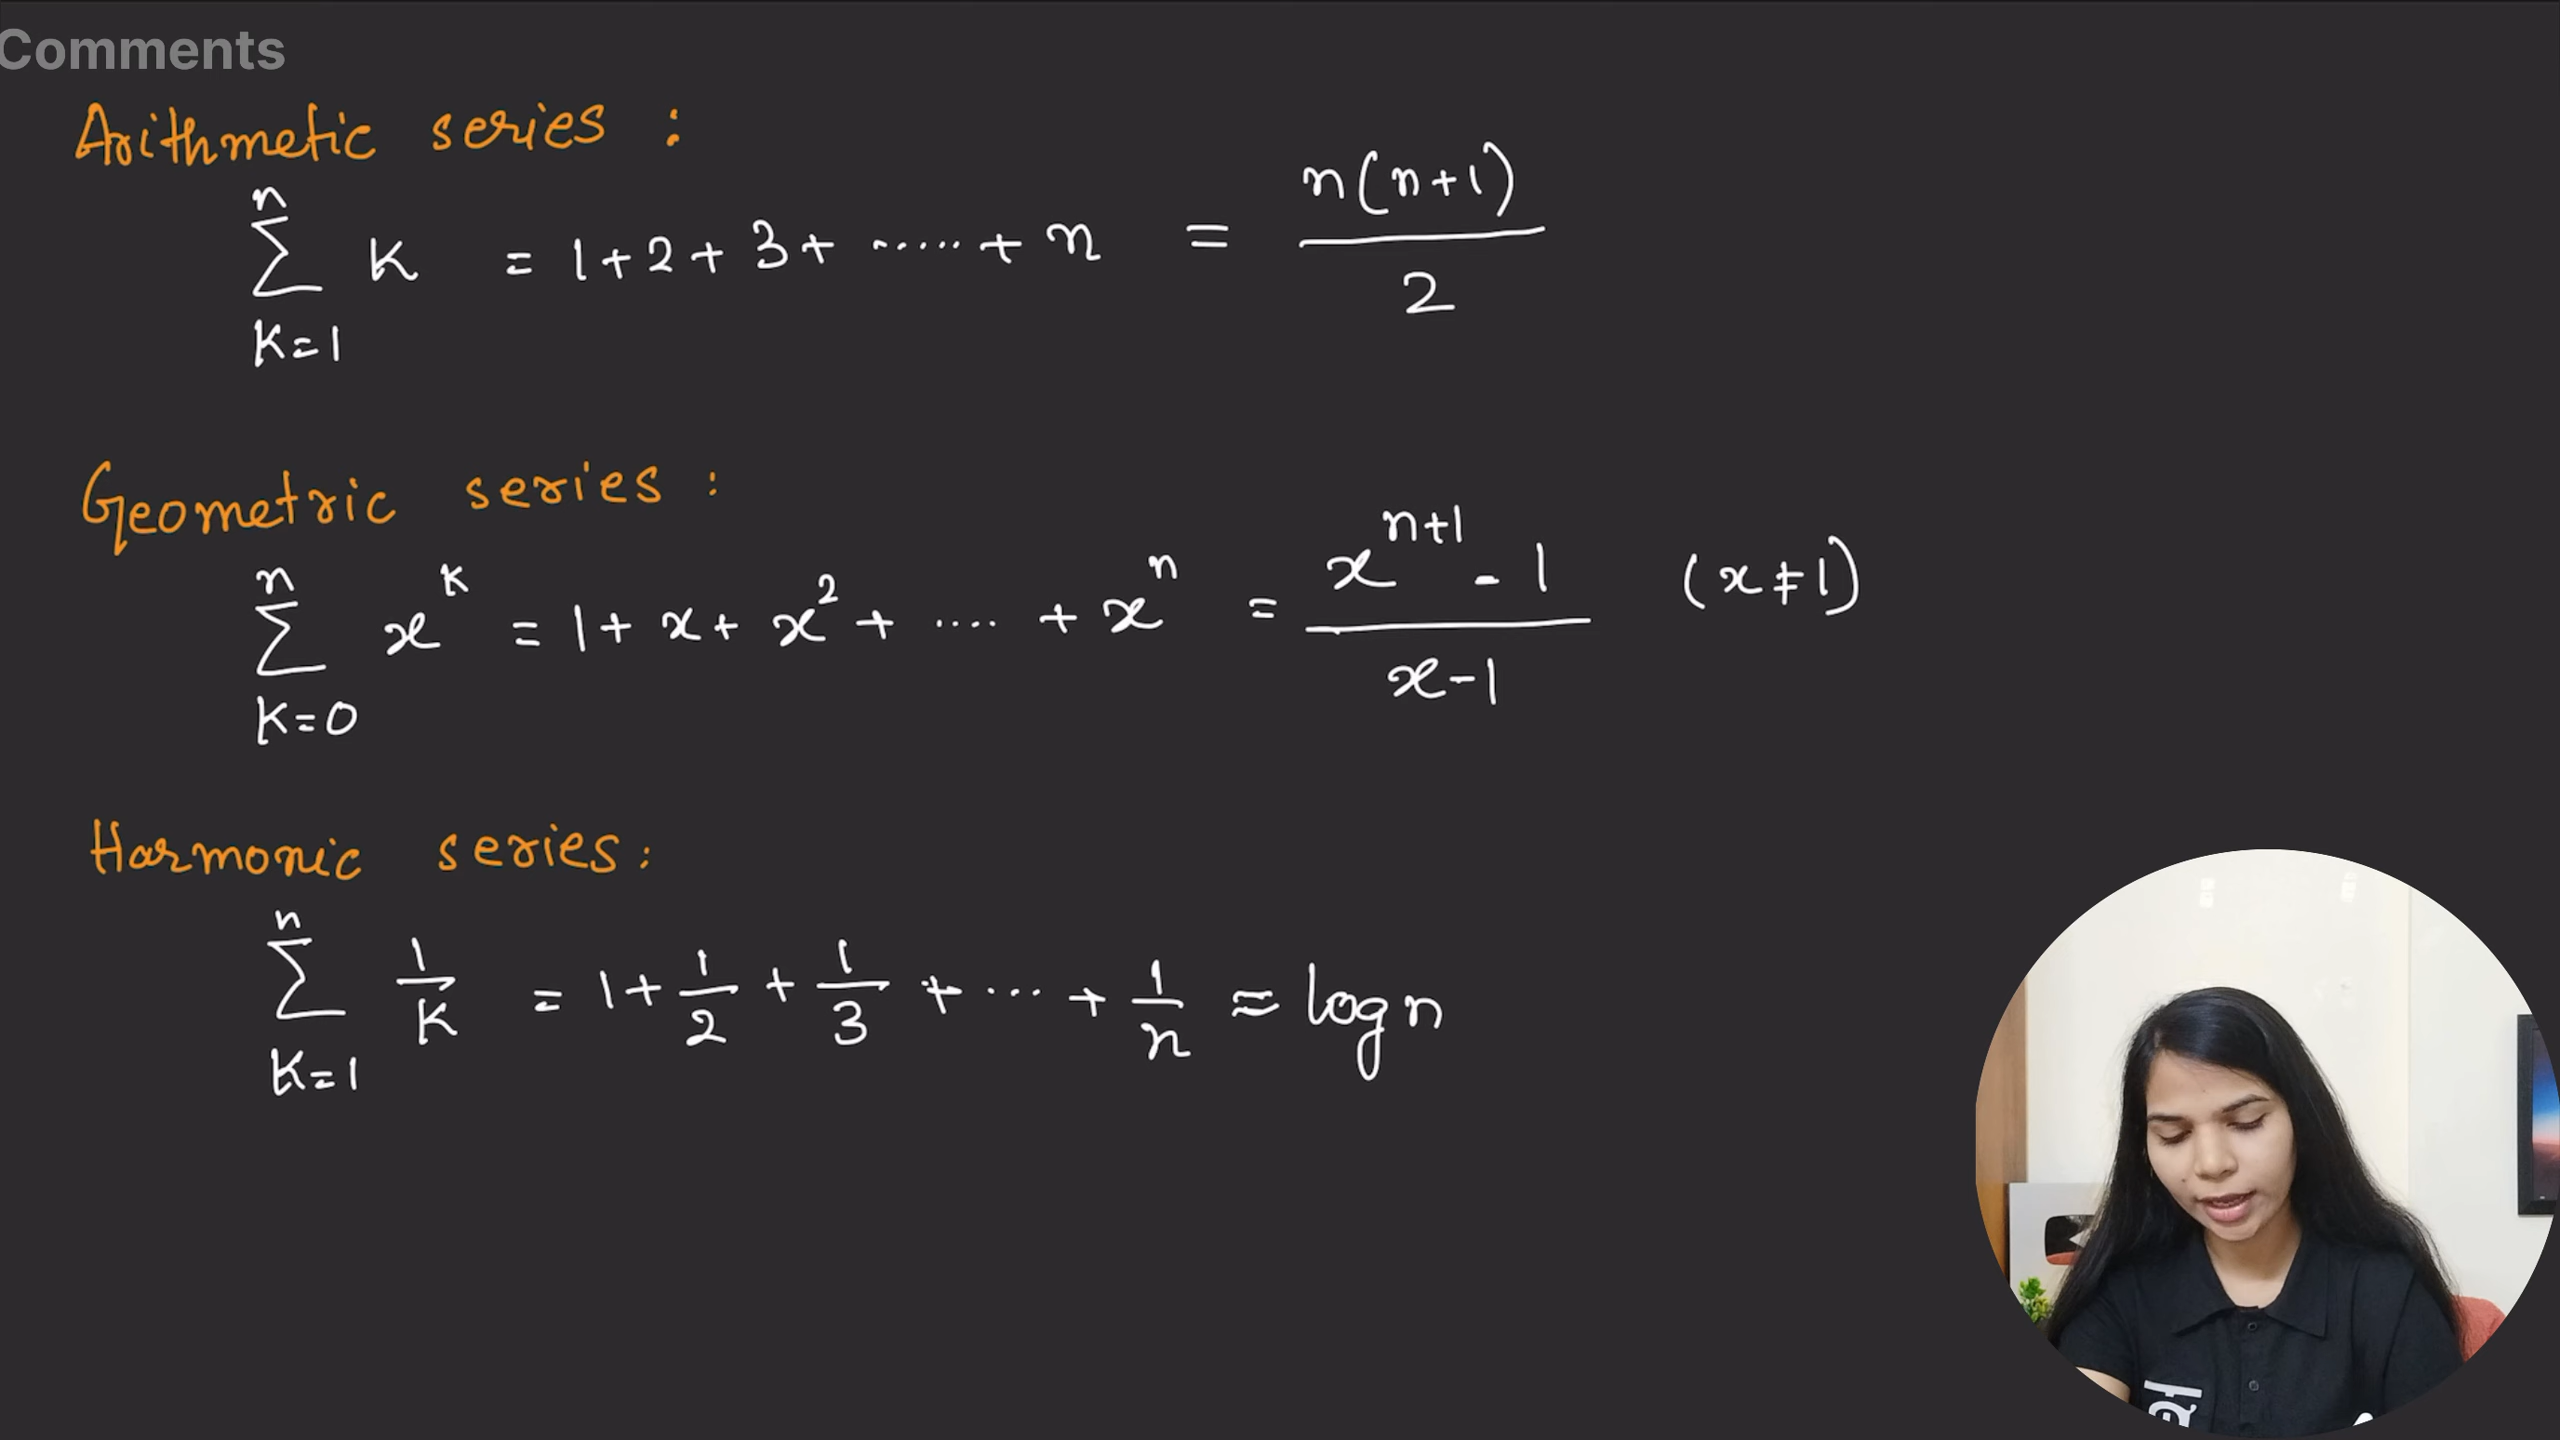 Comments
Arithmetic series :
n
∑ K = 1+2+3+ ...... + n = n(n+1) / 2
K=1
Geometric series :
n
∑ x^K = 1+ x+ x^2 + .... + x^n = x^(n+1) - 1 / x-1 (x≠1)
K=0
Harmonic series:
n
∑ 1/K = 1+ 1/2 + 1/3 + ... + 1/n ≈ log n
K=1